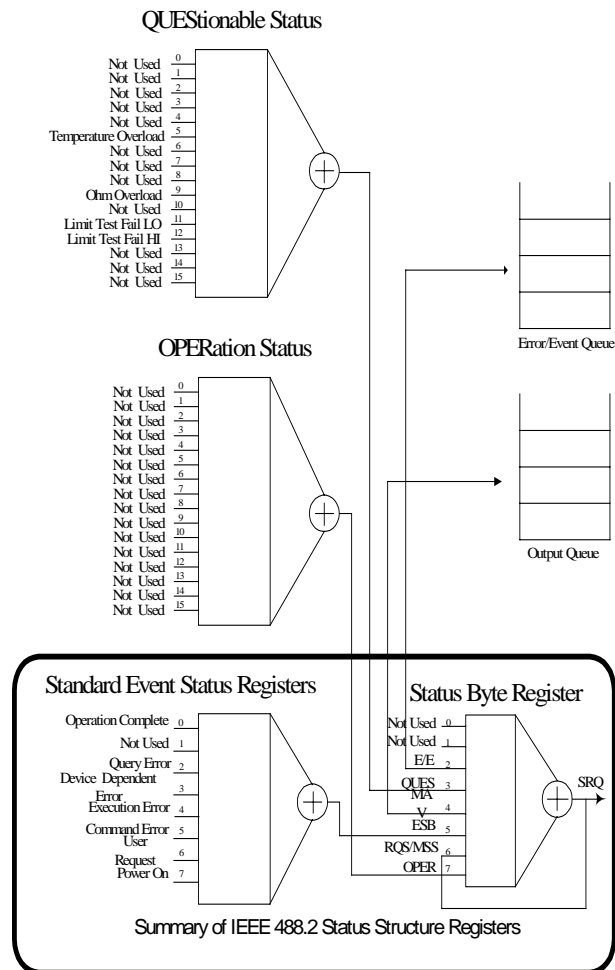 QUEStionable Status
Not Used 0
Not Used 1
Not Used 2
Not Used 3
Not Used 4
Temperature Overload 5
Not Used 6
Not Used 7
Not Used 8
Ohm Overload 9
Not Used 10
Limit Test Fail LO 11
Limit Test Fail HI 12
Not Used 13
Not Used 14
Not Used 15
Error/Event Queue
OPERation Status
Not Used 0
Not Used 1
Not Used 2
Not Used 3
Not Used 4
Not Used 5
Not Used 6
Not Used 7
Not Used 8
Not Used 9
Not Used 10
Not Used 11
Not Used 12
Not Used 13
Not Used 14
Not Used 15
Output Queue
Standard Event Status Registers
Operation Complete 0
Not Used 1
Query Error 2
Device Dependent
Error 3
Execution Error 4
Command Error 5
User
Request 6
Power On 7
Status Byte Register
Not Used 0
Not Used 1
E/E 2
QUES 3
MA
V 4
ESB 5
RQS/MSS 6
OPER 7
SRQ
Summary of IEEE 488.2 Status Structure Registers